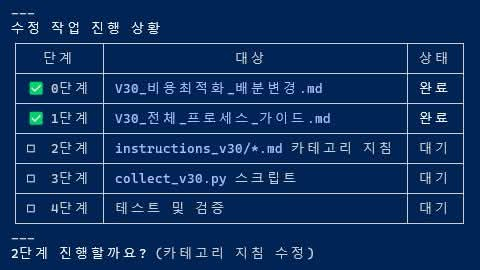 ___
수정 작업 진행 상황
단계 대상 상태
✅ 0단계 V30_비용최적화_배분변경.md 완료
✅ 1단계 V30_전체_프로세스_가이드.md 완료
□ 2단계 instructions_v30/*.md 카테고리 지침 대기
□ 3단계 collect_v30.py 스크립트 대기
□ 4단계 테스트 및 검증 대기
___
2단계 진행할까요? (카테고리 지침 수정)